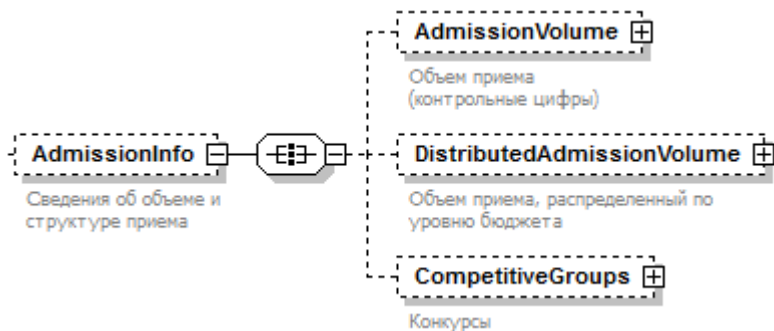 AdmissionVolume
Объем приема
(контрольные цифры)
AdmissionInfo
Сведения об объеме и
структуре приема
DistributedAdmissionVolume
Объем приема, распределенный по
уровню бюджета
CompetitiveGroups
Конкурсы